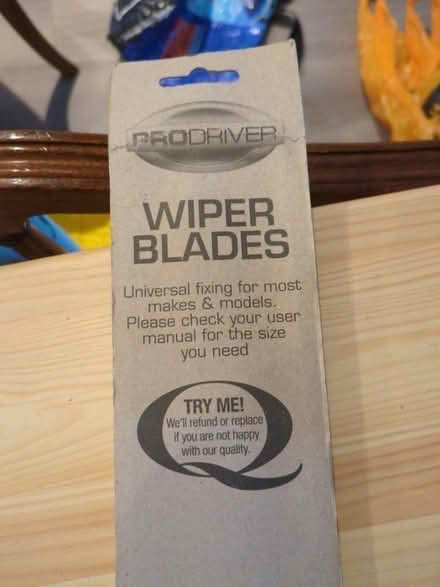 PRODRIVER
WIPER
BLADES
Universal fixing for most
makes & models.
Please check your user
manual for the size
you need
TRY ME!
We'll refund or replace
if you are not happy
with our quality.